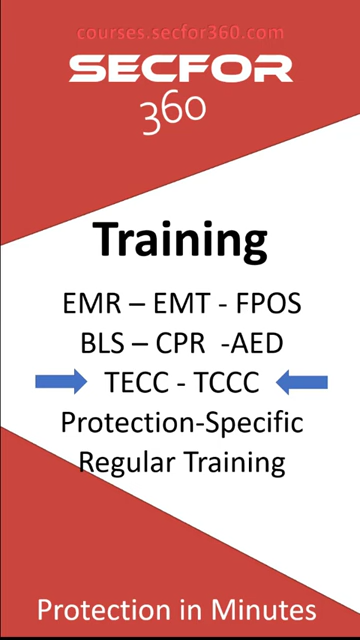 courses.secfor360.com
SECFOR
360
Training
EMR – EMT - FPOS
BLS – CPR -AED
TECC - TCCC
Protection-Specific
Regular Training
Protection in Minutes